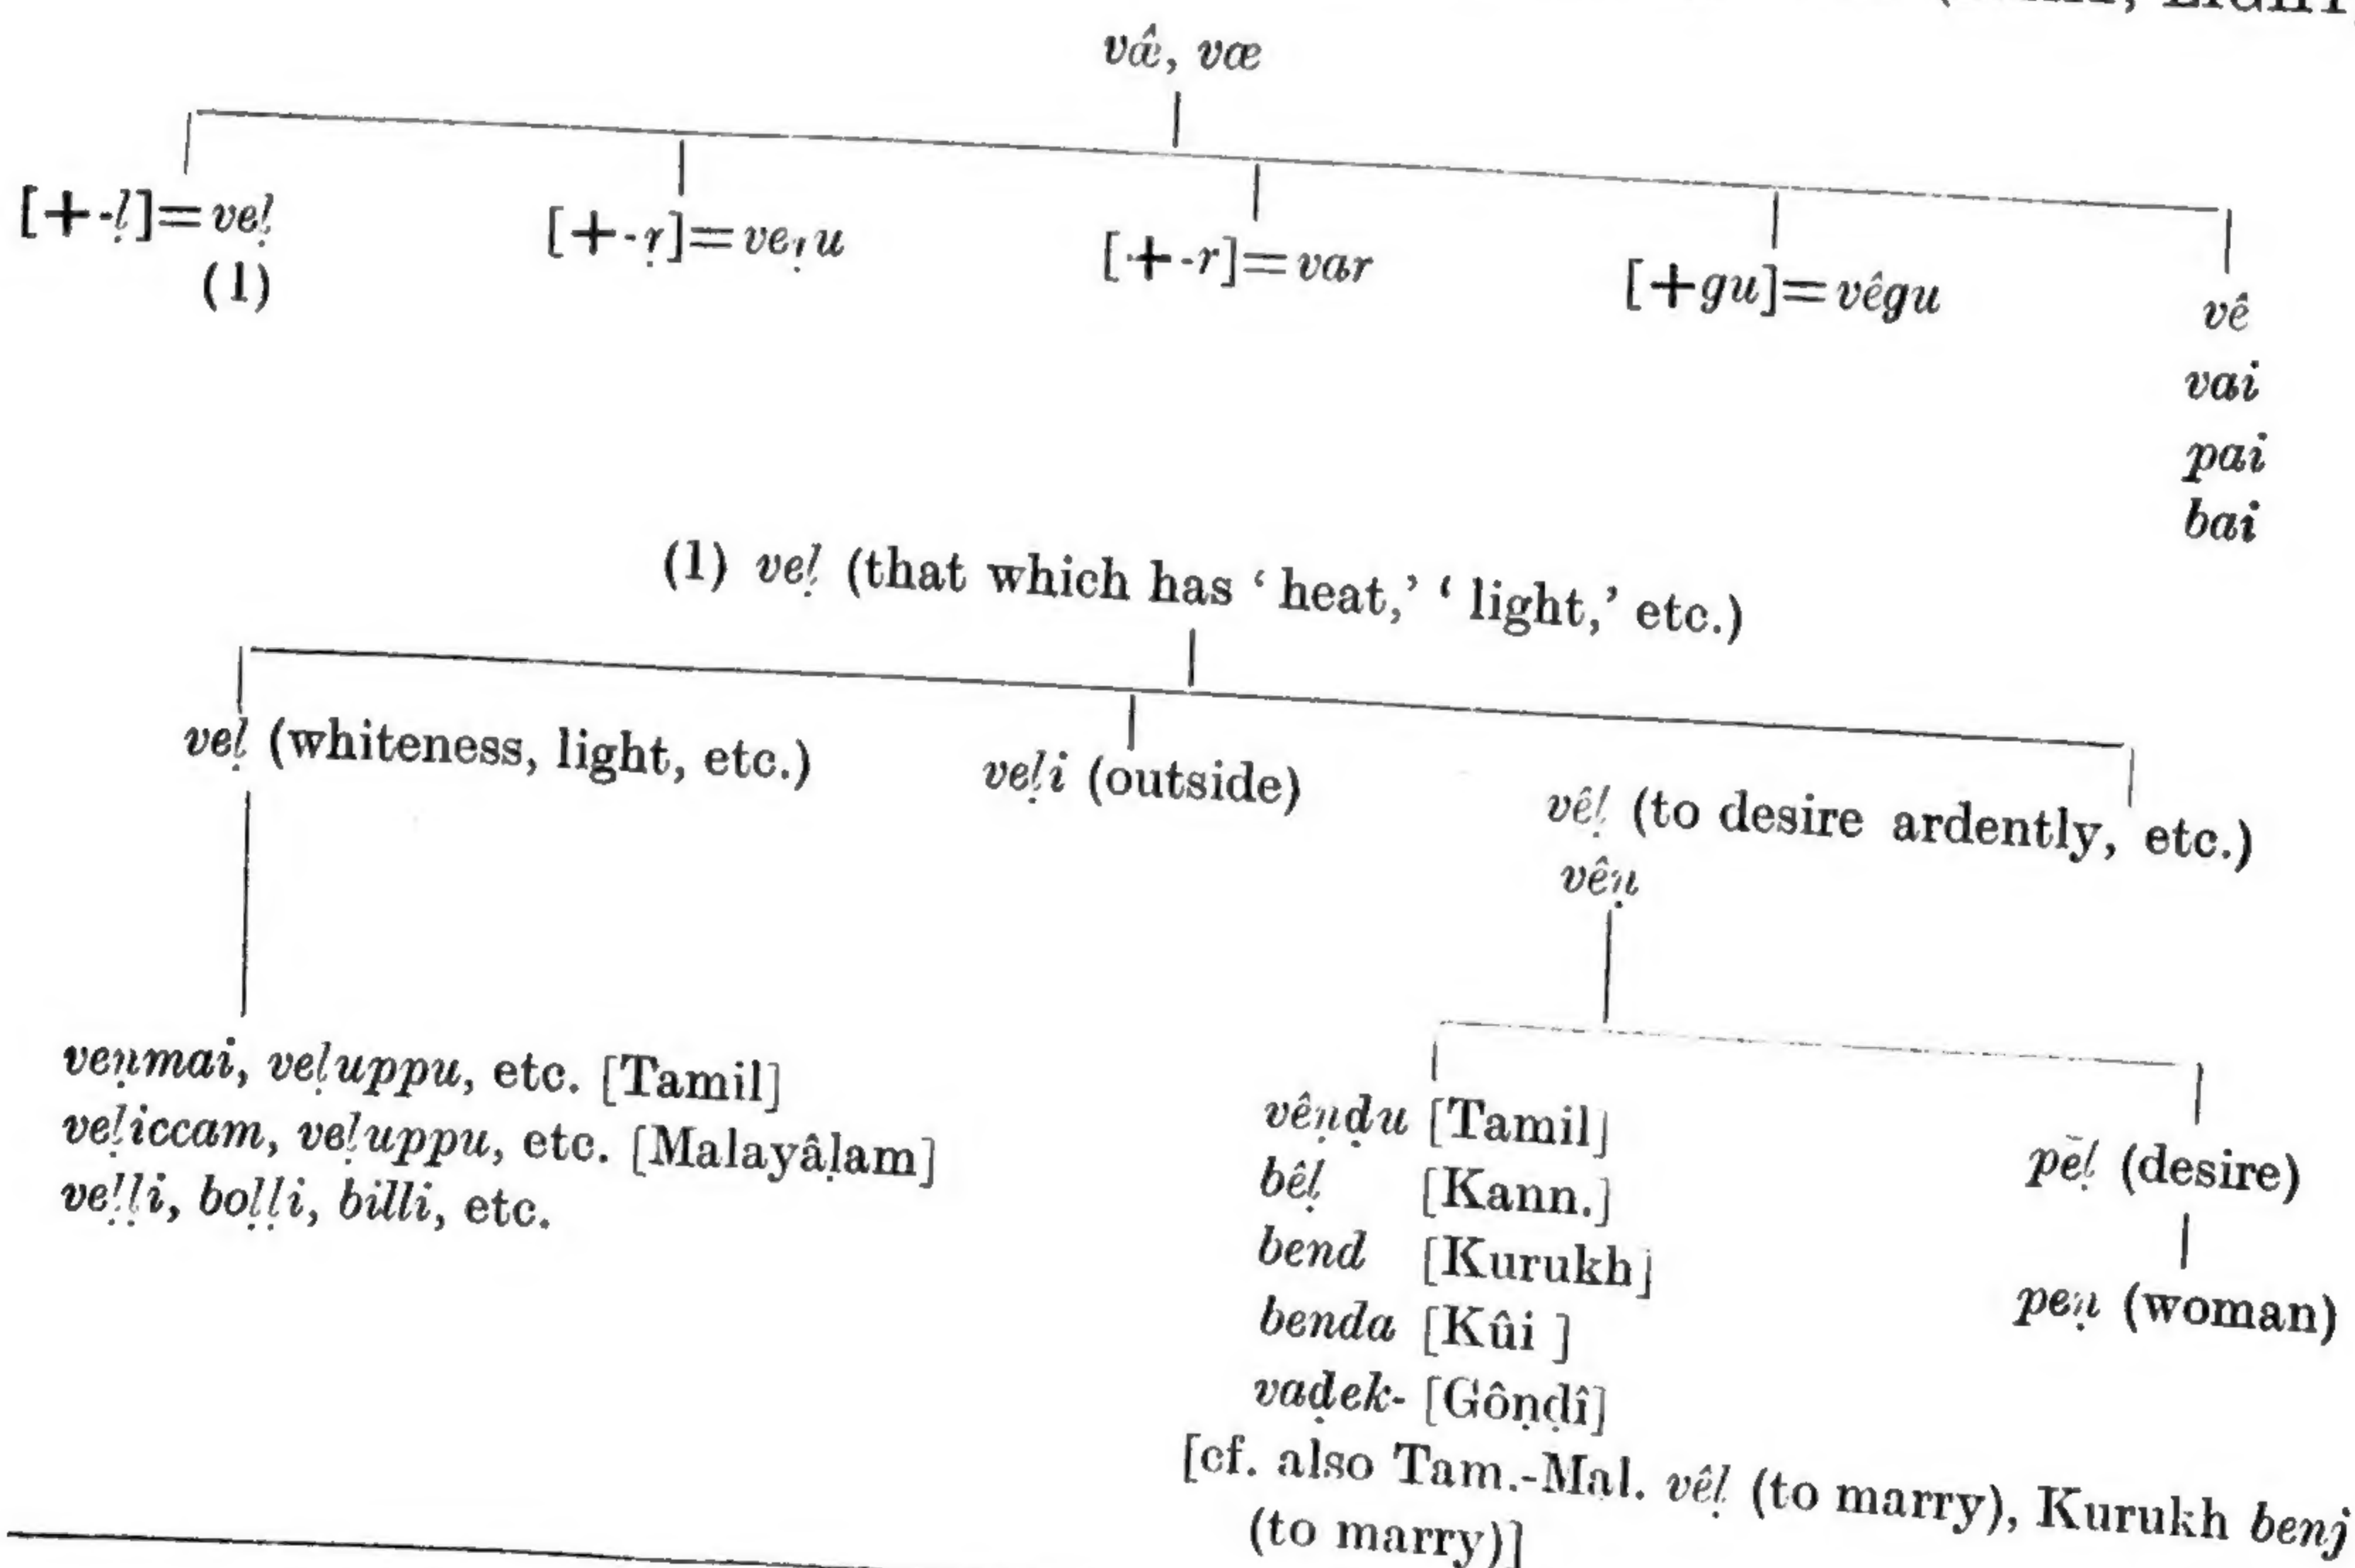 vǽ, væ
[+-ḷ]=veḷ [+-ṛ]=veṛu [+-r]=var [+gu]=vêgu vê
(1)
vai
pai
bai
(1) veḷ (that which has ‘heat,’ ‘light,’ etc.)
veḷ (whiteness, light, etc.) veḷi (outside) vêḷ (to desire ardently, etc.)
vêṇ
veṇmai, veḷuppu, etc. [Tamil]
veḷiccam, veḷuppu, etc. [Malayâḷam]
veḷḷi, boḷḷi, billi, etc.
vêṇḍu [Tamil]
bêḷ [Kann.]
bend [Kurukh]
benda [Kûi ]
vaḍek- [Gôṇḍî]
pēḷ (desire)
peṇ (woman)
[cf. also Tam.-Mal. vêḷ (to marry), Kurukh benj
(to marry)]